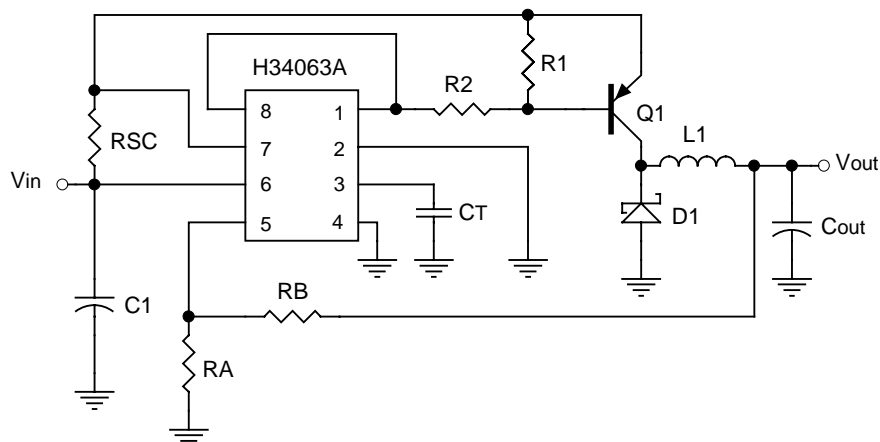 H34063A
R1
R2
8
1
Q1
RSC
7
2
L1
Vin
6
3
Vout
CT
5
4
D1
Cout
C1
RB
RA